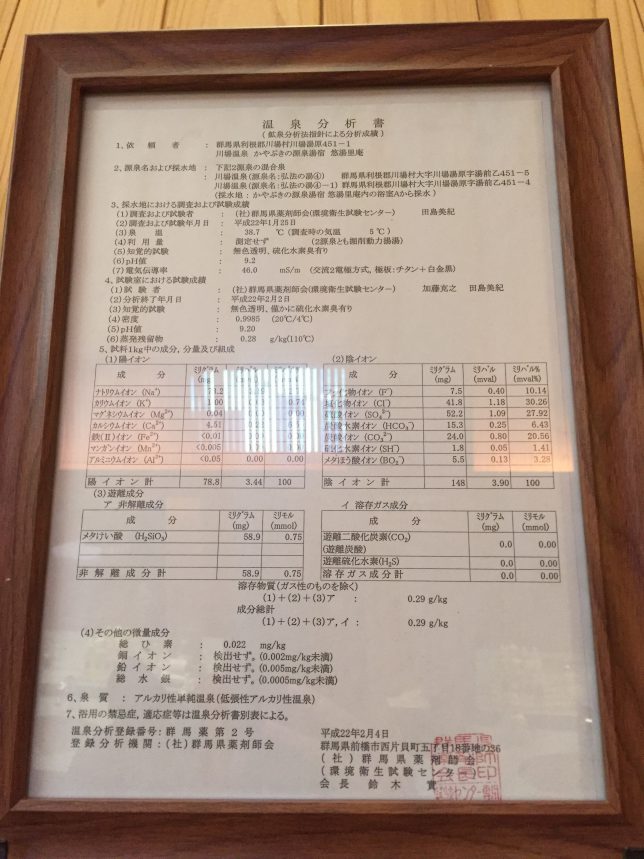 温泉分析書
(鉱泉分析法指針による分析成績)
1、依頼者 : 群馬県利根郡川場村川場湯原451-1
川場温泉 かやぶきの源泉湯宿 悠湯里庵
2、源泉名および採水地 : 下記2源泉の混合泉
川場温泉(源泉名:弘法の湯④) 群馬県利根郡川場村大字川場湯原字湯前乙451-5
川場温泉(源泉名:弘法の湯④-1) 群馬県利根郡川場村大字川場湯原字湯前乙451-4
(採水地:かやぶきの源泉湯宿 悠湯里庵内の浴室Aから採水)
3、採水地における調査および試験成績
(1)調査および試験者 : (社)群馬県薬剤師会(環境衛生試験センター) 田島美紀
(2)調査および試験年月日 : 平成22年1月25日
(3)泉温 : 38.7 ℃(調査時の気温 5℃)
(4)利用量 : 測定せず (2源泉とも掘削動力揚湯)
(5)知覚的試験 : 無色透明、硫化水素臭有り
(6)pH値 : 9.2
(7)電気伝導率 : 46.0 mS/m (交流2電極方式, 極板:チタン+白金黒)
4、試験室における試験成績
(1)試験者 : (社)群馬県薬剤師会(環境衛生試験センター) 加藤克之 田島美紀
(2)分析終了年月日 : 平成22年2月2日
(3)知覚的試験 : 無色透明、僅かに硫化水素臭有り
(4)密度 : 0.9985 (20℃/4℃)
(5)pH値 : 9.20
(6)蒸発残留物 : 0.28 g/kg(110℃)
5、試料1kg中の成分, 分量及び組成
(1)陽イオン (2)陰イオン
成分 ミリグラム(mg) ミリバル ミリバル%
ナトリウムイオン(Na⁺)
カリウムイオン(K⁺) 1.00 0.74
マグネシウムイオン(Mg²⁺) 0.04 0.00
カルシウムイオン(Ca²⁺) 4.51
鉄(Ⅱ)イオン(Fe²⁺) <0.01 0.00
マンガンイオン(Mn²⁺) <0.005 0.00
アルミニウムイオン(Al³⁺) <0.05 0.00 0.00
陽イオン計 78.8 3.44 100
成分 ミリグラム(mg) ミリバル(mval) ミリバル%(mval%)
イオン(F⁻) 7.5 0.40 10.14
イオン(Cl⁻) 41.8 1.18 30.26
イオン(SO₄²⁻) 52.2 1.09 27.92
炭酸水素イオン(HCO₃⁻) 15.3 0.25 6.43
炭酸イオン(CO₃²⁻) 24.0 0.80 20.56
硫化水素イオン(SH⁻) 1.8 0.05 1.41
メタほう酸イオン(BO₂⁻) 5.5 0.13 3.28
陰イオン計 148 3.90 100
(3)遊離成分
ア 非解離成分 イ 溶存ガス成分
成分 ミリグラム(mg) ミリモル(mmol)
メタけい酸 (H₂SiO₃) 58.9 0.75
非解離成分計 58.9 0.75
成分 ミリグラム(mg) ミリモル(mmol)
遊離二酸化炭素(CO₂)
(遊離炭酸) 0.0 0.00
遊離硫化水素(H₂S) 0.0 0.00
溶存ガス成分計 0.0 0.00
溶存物質(ガス性のものを除く)
(1)+(2)+(3)ア : 0.29 g/kg
成分総計
(1)+(2)+(3)ア,イ : 0.29 g/kg
(4)その他の微量成分
総ひ素 : 0.022 mg/kg
銅イオン : 検出せず。(0.002mg/kg未満)
鉛イオン : 検出せず。(0.005mg/kg未満)
総水銀 : 検出せず。(0.0005mg/kg未満)
6、泉質 : アルカリ性単純温泉(低張性アルカリ性温泉)
7、浴用の禁忌症, 適応症等は温泉分析書別表による。
温泉分析登録番号:群馬薬第2号 平成22年2月4日
登録分析機関:(社)群馬県薬剤師会 群馬県前橋市西片貝町五丁目18番地の36
(社)群馬県薬剤師会
(環境衛生試験センター)
会長 鈴木 實